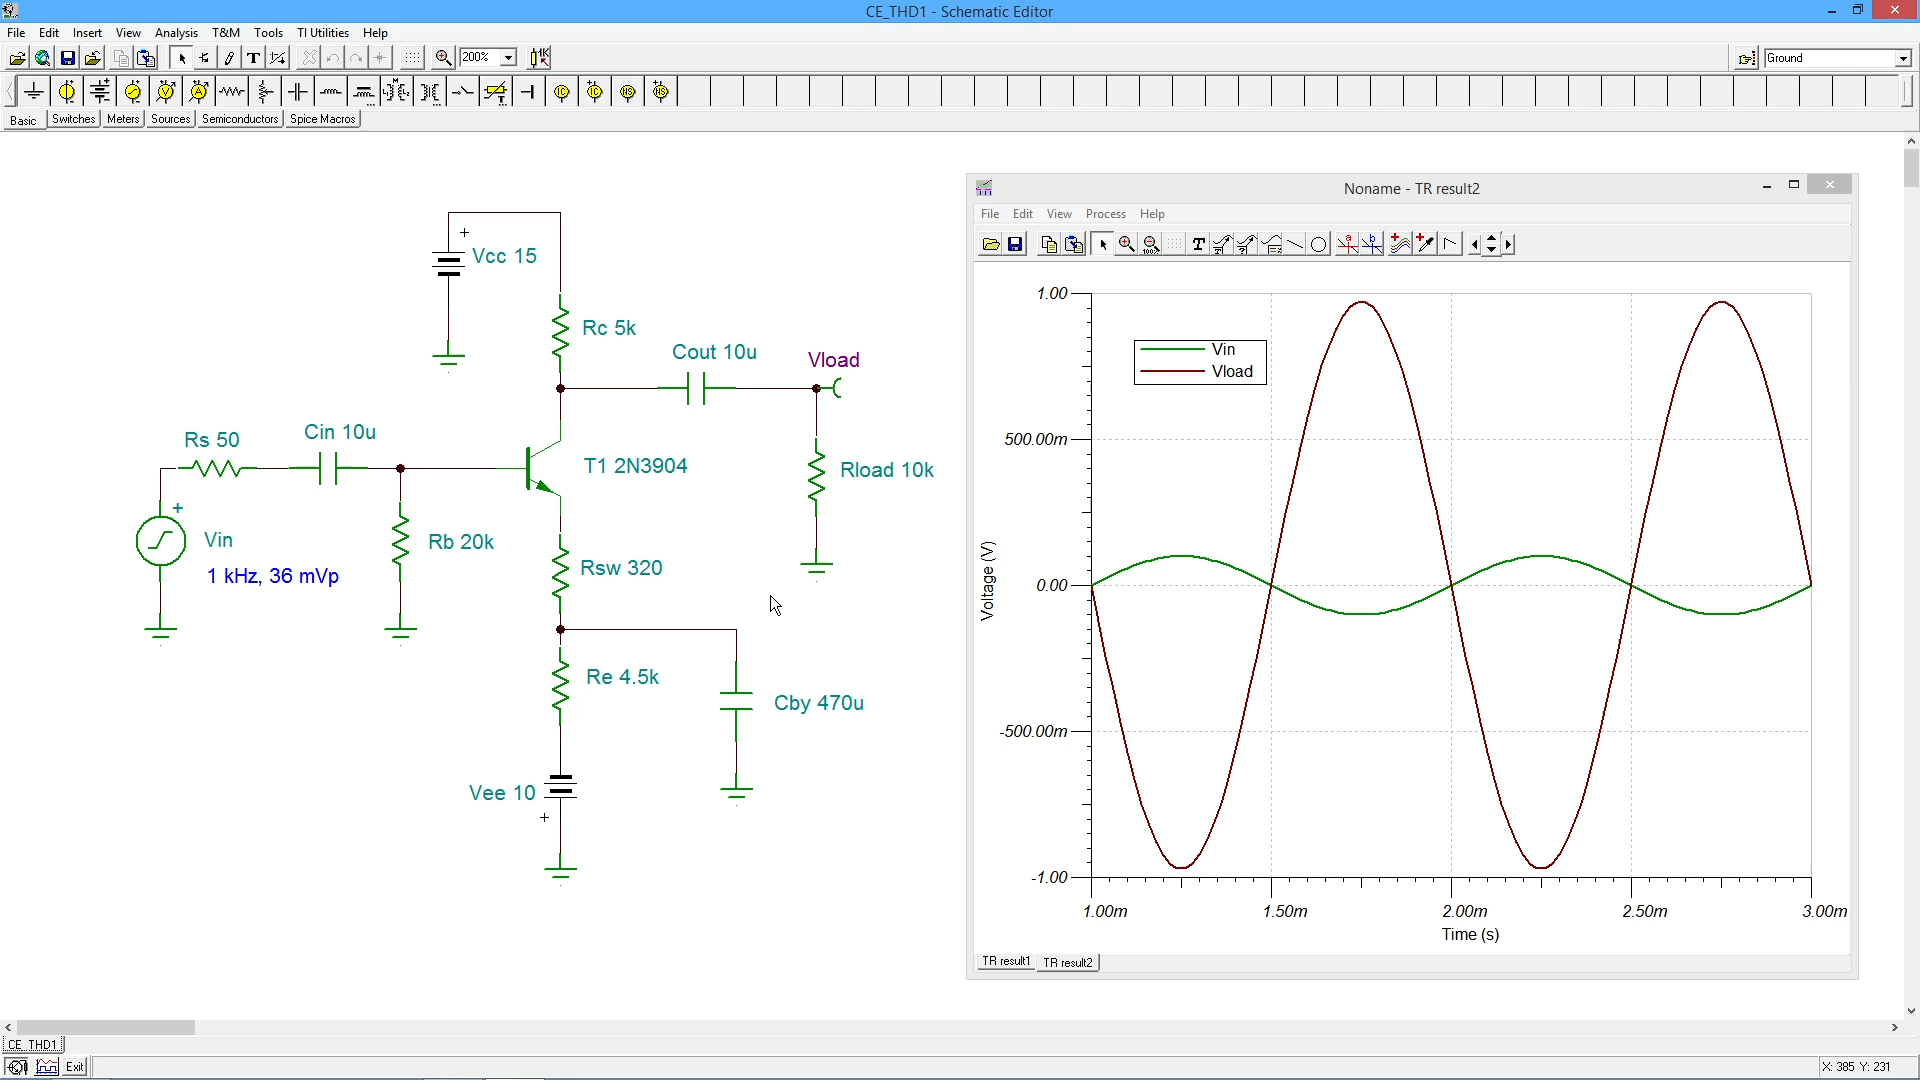 CE_THD1 - Schematic Editor
File Edit Insert View Analysis T&M Tools TI Utilities Help
200%
Ground
Basic Switches Meters Sources Semiconductors Spice Macros
Noname - TR result2
File Edit View Process Help
Vcc 15
Rc 5k
Cout 10u
Vload
Rs 50
Cin 10u
T1 2N3904
Rload 10k
+
Vin
1 kHz, 36 mVp
Rb 20k
Rsw 320
Re 4.5k
Cby 470u
Vee 10
+
Vin
Vload
1.00
500.00m
0.00
-500.00m
-1.00
Voltage (V)
1.00m 1.50m 2.00m 2.50m 3.00m
Time (s)
TR result1 TR result2
CE_THD1
Exit
X: 385 Y: 231